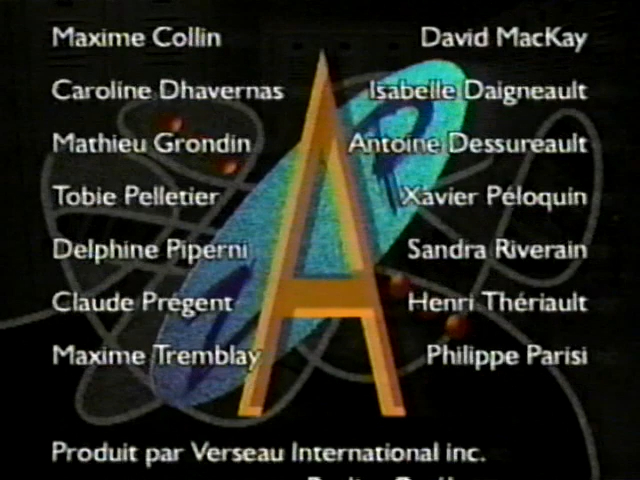 Maxime Collin David MacKay
Caroline Dhavernas Isabelle Daigneault
Mathieu Grondin Antoine Dessureault
Tobie Pelletier Xavier Péloquin
Delphine Piperni Sandra Riverain
Claude Prégent Henri Thériault
Maxime Tremblay Philippe Parisi
A
Produit par Verseau International inc.